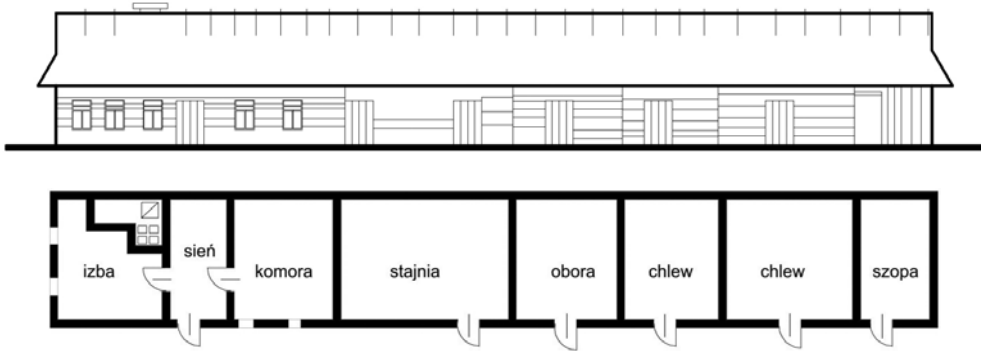 izba
sień
komora
stajnia
obora
chlew
chlew
szopa